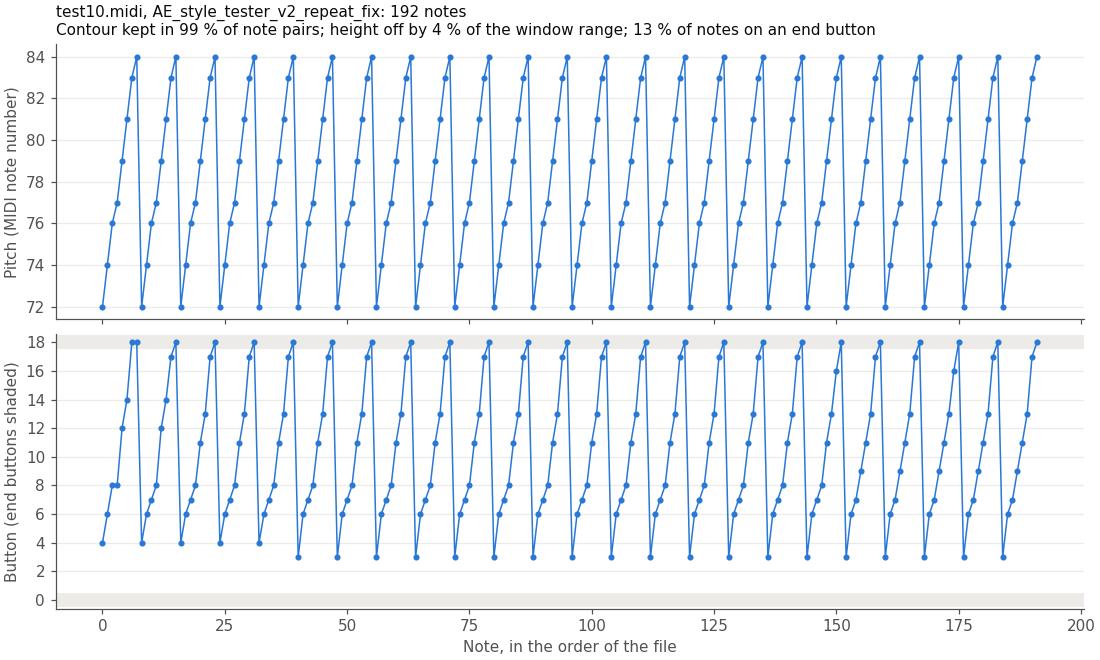 test10.midi, AE_style_tester_v2_repeat_fix: 192 notes
Contour kept in 99 % of note pairs; height off by 4 % of the window range; 13 % of notes on an end button
84
82
80
78
76
74
72
Pitch (MIDI note number)
18
16
14
12
10
8
6
4
2
0
Button (end buttons shaded)
0 25 50 75 100 125 150 175 200
Note, in the order of the file